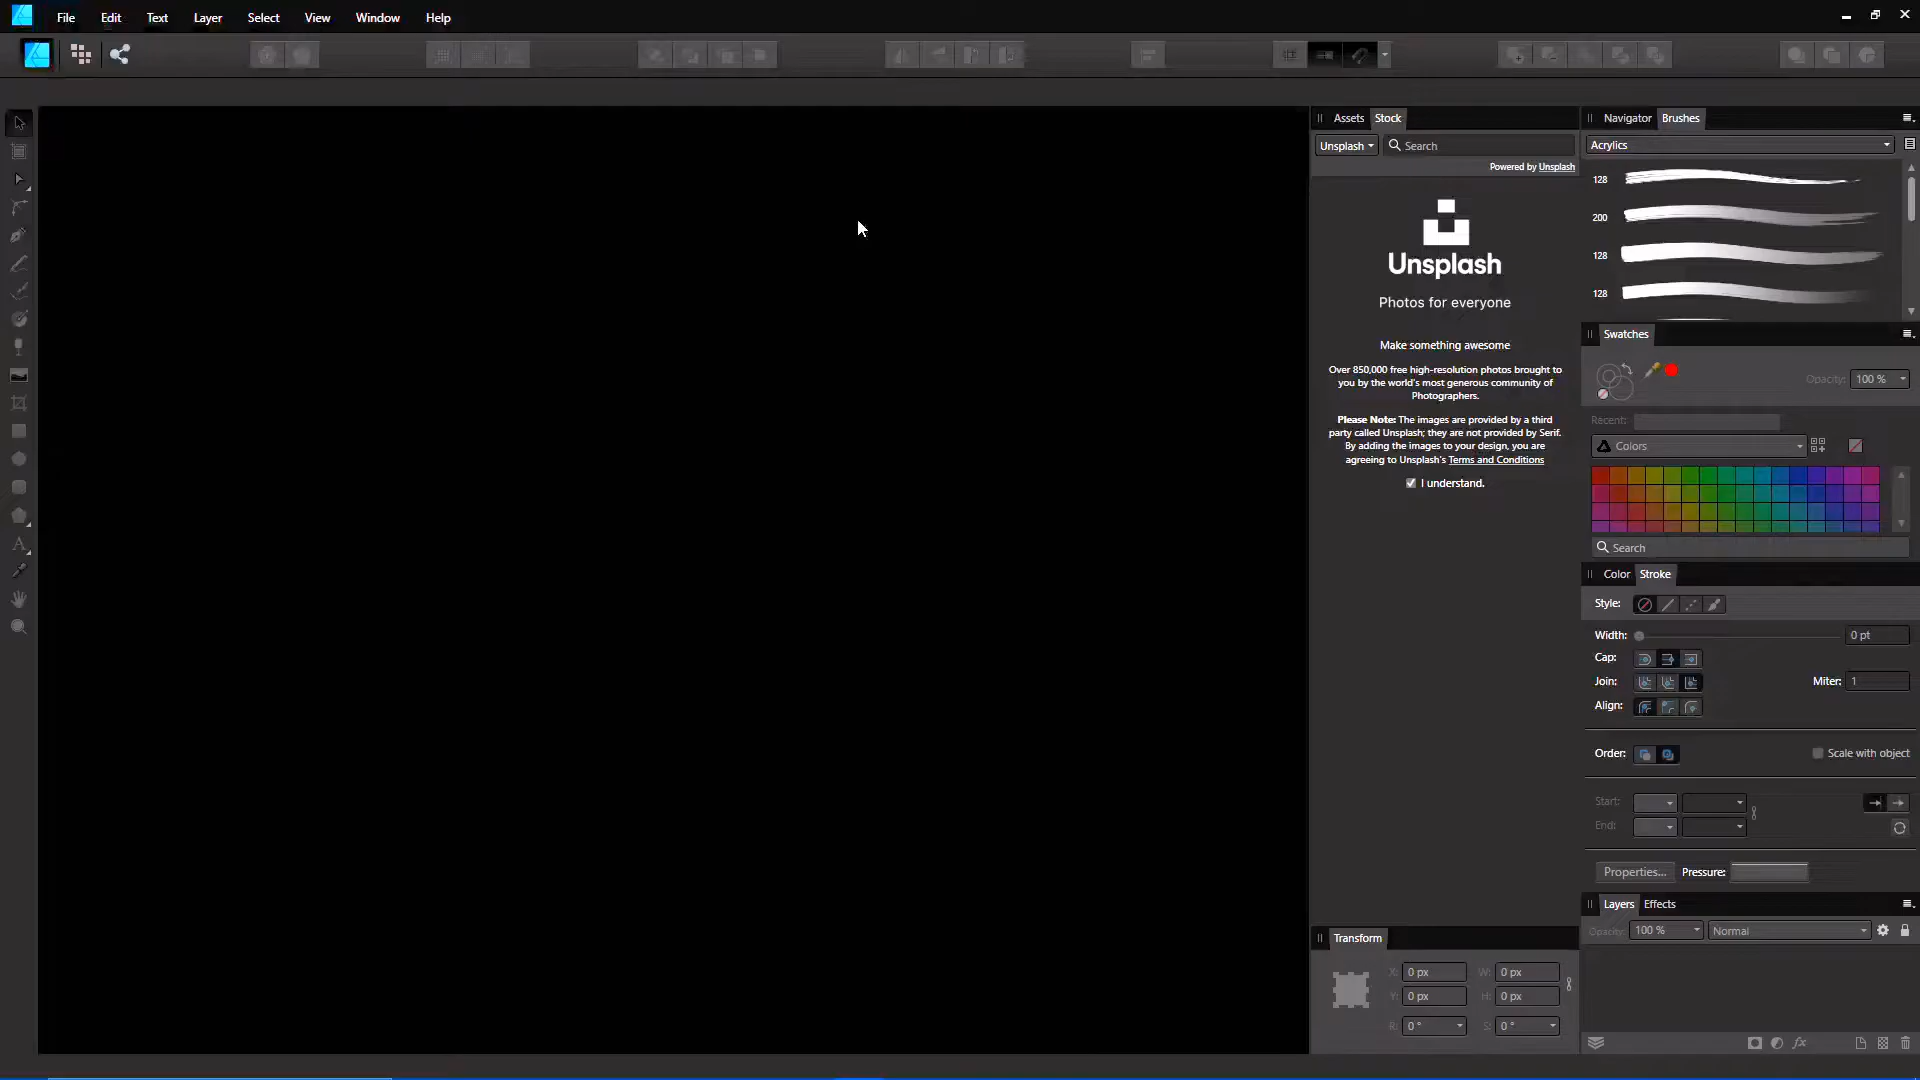 File Edit Text Layer Select View Window Help
Assets Stock
Unsplash Search
Powered by Unsplash
Unsplash
Photos for everyone
Make something awesome
Over 850,000 free high-resolution photos brought to
you by the world's most generous community of
Photographers.
Please Note: The images are provided by a third
party called Unsplash; they are not provided by Serif.
By adding the images to your design, you are
agreeing to Unsplash's Terms and Conditions
I understand.
Transform
X: 0 px W: 0 px
Y: 0 px H: 0 px
R: 0 ° S: 0 °
Navigator Brushes
Acrylics
128
200
128
128
Swatches
Opacity: 100 %
Recent:
Colors
Search
Color Stroke
Style:
Width: 0 pt
Cap:
Join: Miter: 1
Align:
Order: Scale with object
Start:
End:
Properties... Pressure:
Layers Effects
Opacity: 100 % Normal
fx